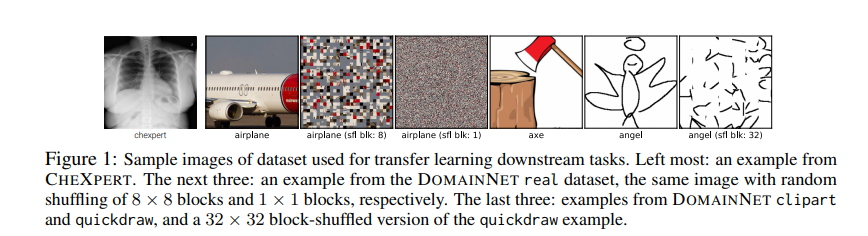 chexpert airplane airplane (sfl blk: 8) airplane (sfl blk: 1) axe angel angel (sfl blk: 32)
Figure 1: Sample images of dataset used for transfer learning downstream tasks. Left most: an example from
CHEXPERT. The next three: an example from the DOMAINNET real dataset, the same image with random
shuffling of 8 × 8 blocks and 1 × 1 blocks, respectively. The last three: examples from DOMAINNET clipart
and quickdraw, and a 32 × 32 block-shuffled version of the quickdraw example.